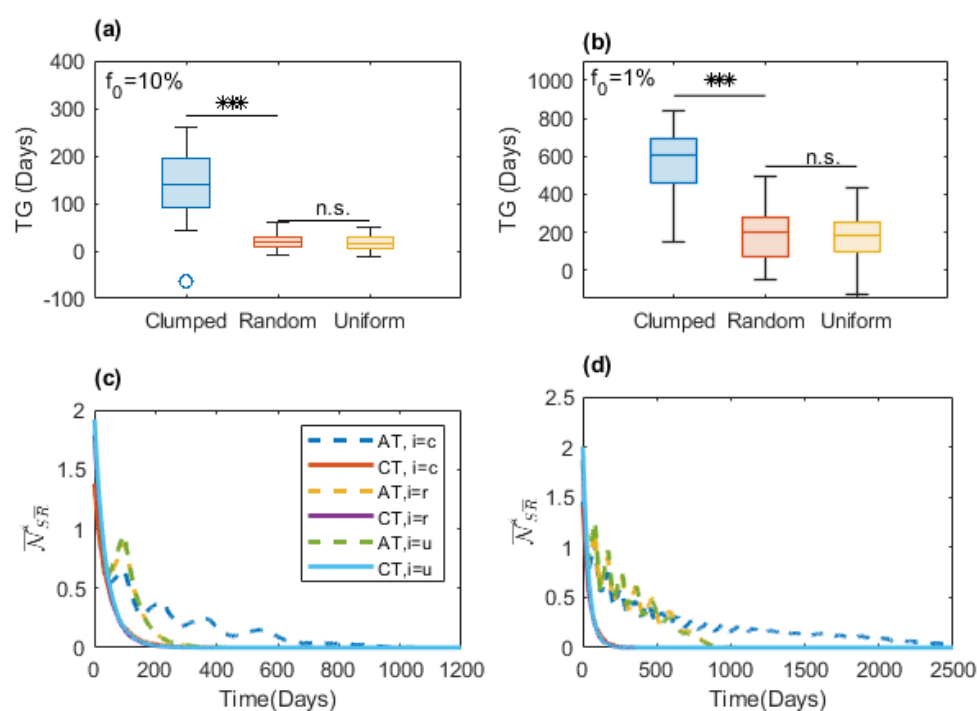 (a)
f0=10%
***
n.s.
TG (Days)
400
300
200
100
0
-100
Clumped Random Uniform
(b)
f0=1%
***
n.s.
TG (Days)
1000
800
600
400
200
0
Clumped Random Uniform
(c)
2
1.5
1
0.5
0
0 200 400 600 800 1000 1200
Time(Days)
AT, i=c
CT, i=c
AT,i=r
CT,i=r
AT,i=u
CT,i=u
(d)
2.5
2
1.5
1
0.5
0
0 500 1000 1500 2000 2500
Time(Days)